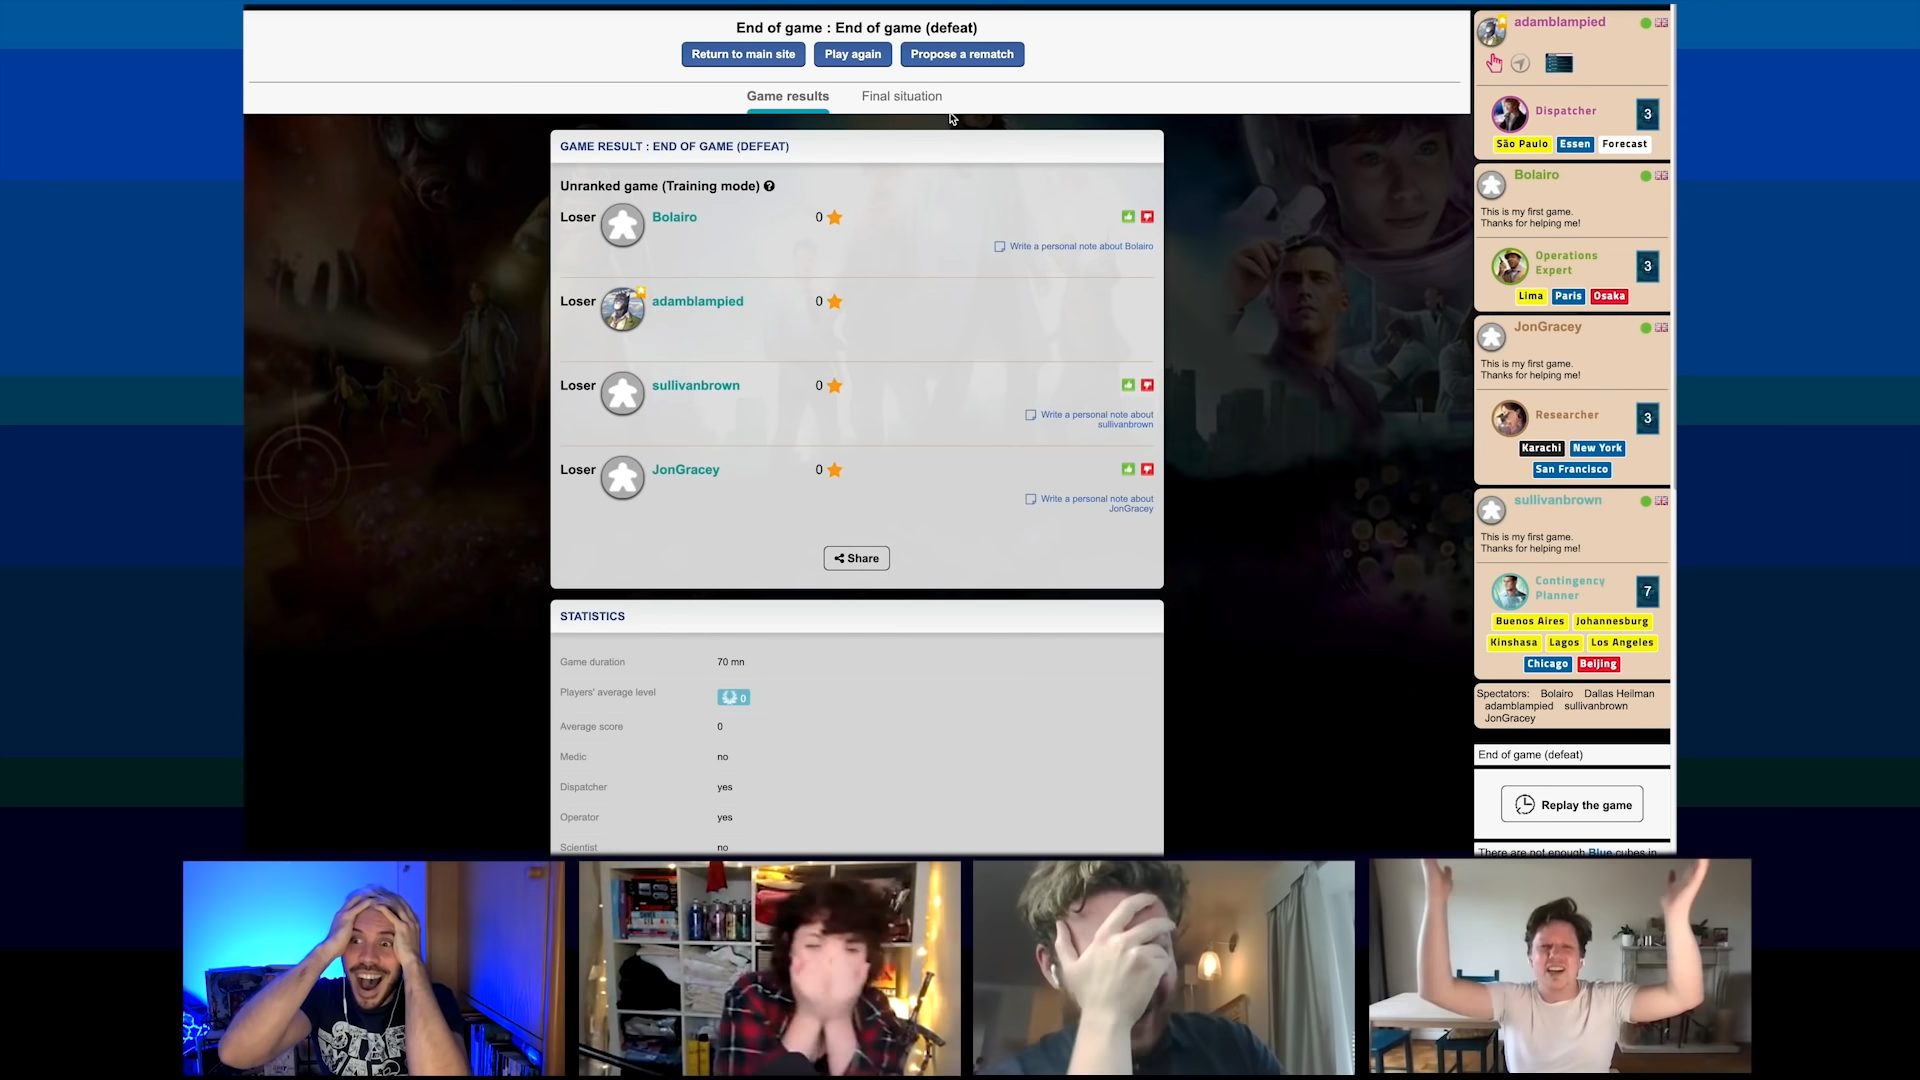 End of game : End of game (defeat)
Return to main site
Play again
Propose a rematch
Game results
Final situation
GAME RESULT : END OF GAME (DEFEAT)
Unranked game (Training mode)
Loser
Bolairo
0
Write a personal note about Bolairo
Loser
adamblampied
0
Loser
sullivanbrown
0
Write a personal note about
sullivanbrown
Loser
JonGracey
0
Write a personal note about
JonGracey
Share
STATISTICS
Game duration
70 mn
Players' average level
0
Average score
0
Medic
no
Dispatcher
yes
Operator
yes
Scientist
no
adamblampied
Dispatcher
3
São Paulo
Essen
Forecast
Bolairo
This is my first game.
Thanks for helping me!
Operations
Expert
3
Lima
Paris
Osaka
JonGracey
This is my first game.
Thanks for helping me!
Researcher
3
Karachi
New York
San Francisco
sullivanbrown
This is my first game.
Thanks for helping me!
Contingency
Planner
7
Buenos Aires
Johannesburg
Kinshasa
Lagos
Los Angeles
Chicago
Beijing
Spectators: Bolairo Dallas Heilman
adamblampied sullivanbrown
JonGracey
End of game (defeat)
Replay the game
There are not enough Blue cubes in